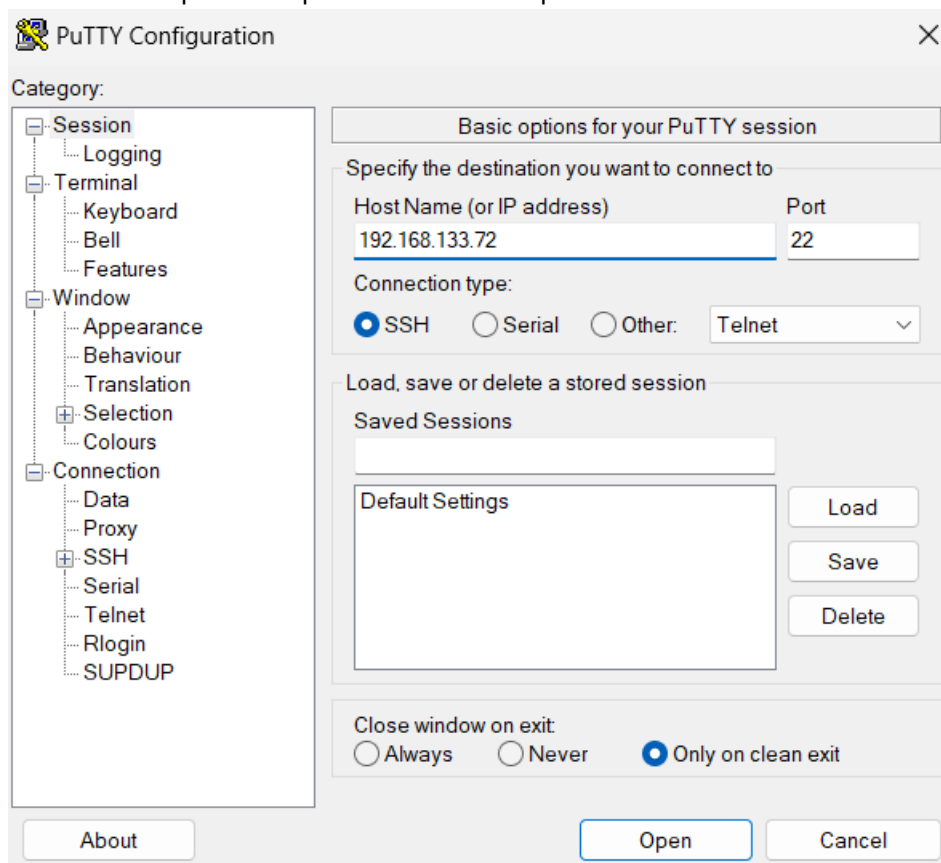 PuTTY Configuration
Category:
Session
Logging
Terminal
Keyboard
Bell
Features
Window
Appearance
Behaviour
Translation
Selection
Colours
Connection
Data
Proxy
SSH
Serial
Telnet
Rlogin
SUPDUP
Basic options for your PuTTY session
Specify the destination you want to connect to
Host Name (or IP address) Port
192.168.133.72 22
Connection type:
SSH Serial Other: Telnet
Load, save or delete a stored session
Saved Sessions
Default Settings
Load
Save
Delete
Close window on exit:
Always Never Only on clean exit
About Open Cancel